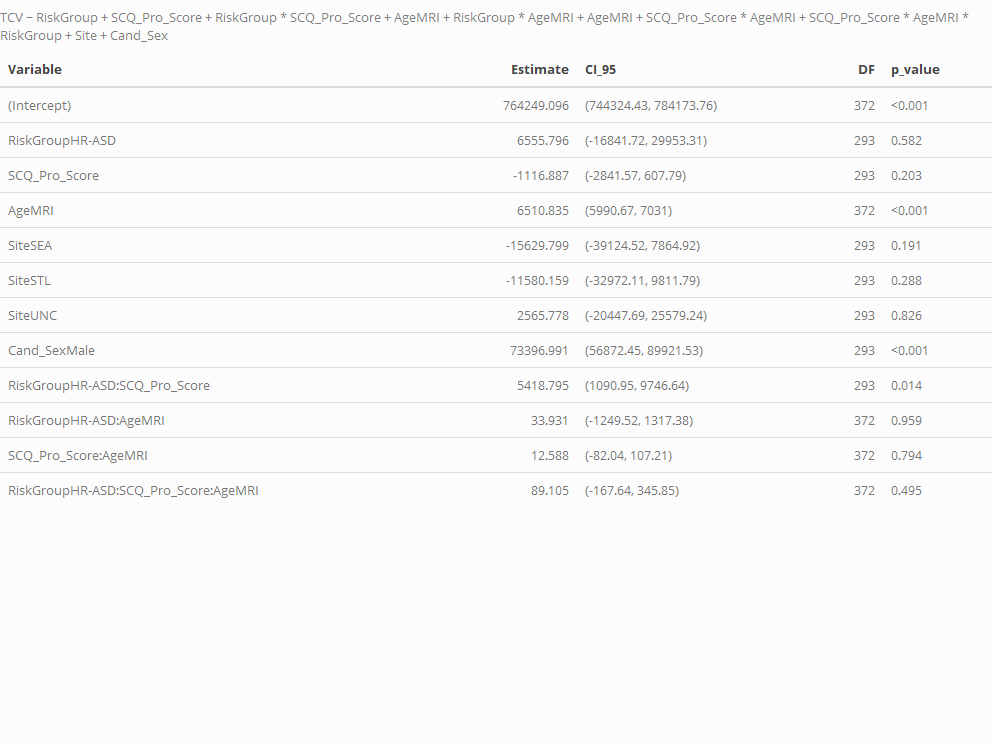 TCV ~ RiskGroup + SCQ_Pro_Score + RiskGroup * SCQ_Pro_Score + AgeMRI + RiskGroup * AgeMRI + AgeMRI + SCQ_Pro_Score * AgeMRI + SCQ_Pro_Score * AgeMRI *
RiskGroup + Site + Cand_Sex
Variable Estimate CI_95 DF p_value
(Intercept) 764249.096 (744324.43, 784173.76) 372 <0.001
RiskGroupHR-ASD 6555.796 (-16841.72, 29953.31) 293 0.582
SCQ_Pro_Score -1116.887 (-2841.57, 607.79) 293 0.203
AgeMRI 6510.835 (5990.67, 7031) 372 <0.001
SiteSEA -15629.799 (-39124.52, 7864.92) 293 0.191
SiteSTL -11580.159 (-32972.11, 9811.79) 293 0.288
SiteUNC 2565.778 (-20447.69, 25579.24) 293 0.826
Cand_SexMale 73396.991 (56872.45, 89921.53) 293 <0.001
RiskGroupHR-ASD:SCQ_Pro_Score 5418.795 (1090.95, 9746.64) 293 0.014
RiskGroupHR-ASD:AgeMRI 33.931 (-1249.52, 1317.38) 372 0.959
SCQ_Pro_Score:AgeMRI 12.588 (-82.04, 107.21) 372 0.794
RiskGroupHR-ASD:SCQ_Pro_Score:AgeMRI 89.105 (-167.64, 345.85) 372 0.495